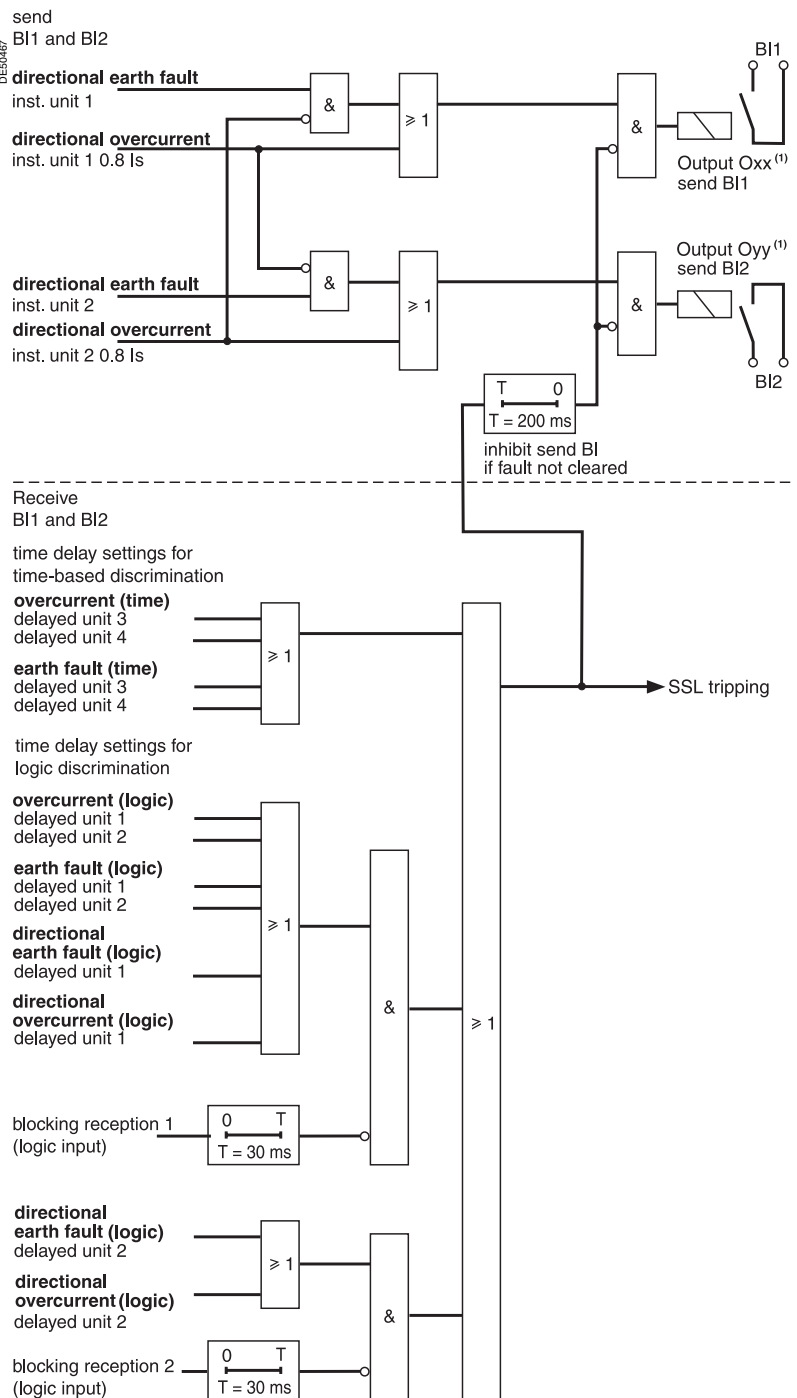 send
BI1 and BI2
DE50467
directional earth fault
inst. unit 1
directional overcurrent
inst. unit 1 0.8 Is
&
≥ 1
&
BI1
Output Oxx (1)
send BI1
directional earth fault
inst. unit 2
directional overcurrent
inst. unit 2 0.8 Is
&
≥ 1
&
Output Oyy (1)
send BI2
BI2
T 0
T = 200 ms
inhibit send BI
if fault not cleared
Receive
BI1 and BI2
time delay settings for
time-based discrimination
overcurrent (time)
delayed unit 3
delayed unit 4
earth fault (time)
delayed unit 3
delayed unit 4
≥ 1
SSL tripping
time delay settings for
logic discrimination
overcurrent (logic)
delayed unit 1
delayed unit 2
earth fault (logic)
delayed unit 1
delayed unit 2
directional
earth fault (logic)
delayed unit 1
directional
overcurrent (logic)
delayed unit 1
≥ 1
&
≥ 1
blocking reception 1
(logic input)
0 T
T = 30 ms
directional
earth fault (logic)
delayed unit 2
directional
overcurrent (logic)
delayed unit 2
≥ 1
&
blocking reception 2
(logic input)
0 T
T = 30 ms